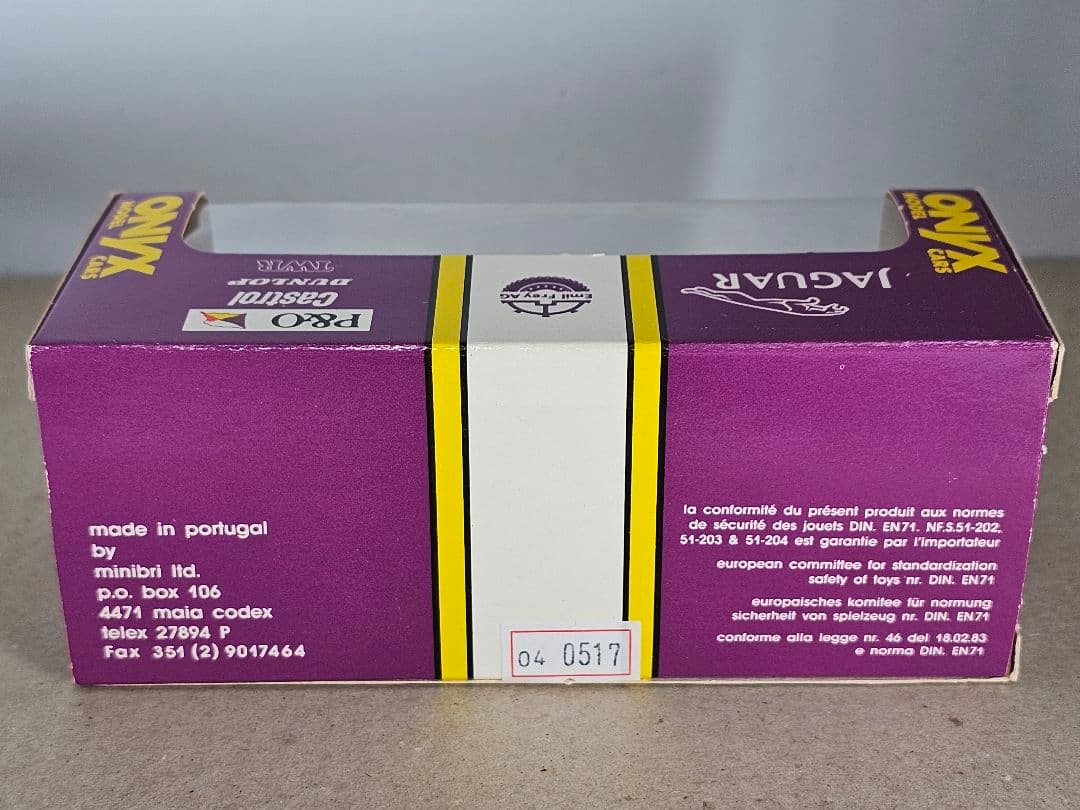 ONYX
MODEL CARS
ONYX
MODEL CARS
P&O
Castrol
DUNLOP
TWR
Emil Frey AG
JAGUAR
made in portugal
by
minibri ltd.
p.o. box 106
4471 maia codex
telex 27894 P
Fax 351 (2) 9017464
04 0517
la conformité du présent produit aux normes
de sécurité des jouets DIN. EN71. NF.S.51-202,
51-203 & 51-204 est garantie par l'importateur
european committee for standardization
safety of toys nr. DIN. EN71
europaisches komitee für normung
sicherheit von spielzeug nr. DIN. EN71
conforme alla legge nr. 46 del 18.02.83
e norma DIN. EN71